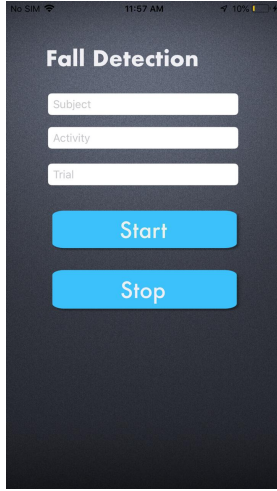 No SIM 11:57 AM 10%
Fall Detection
Subject
Activity
Trial
Start
Stop